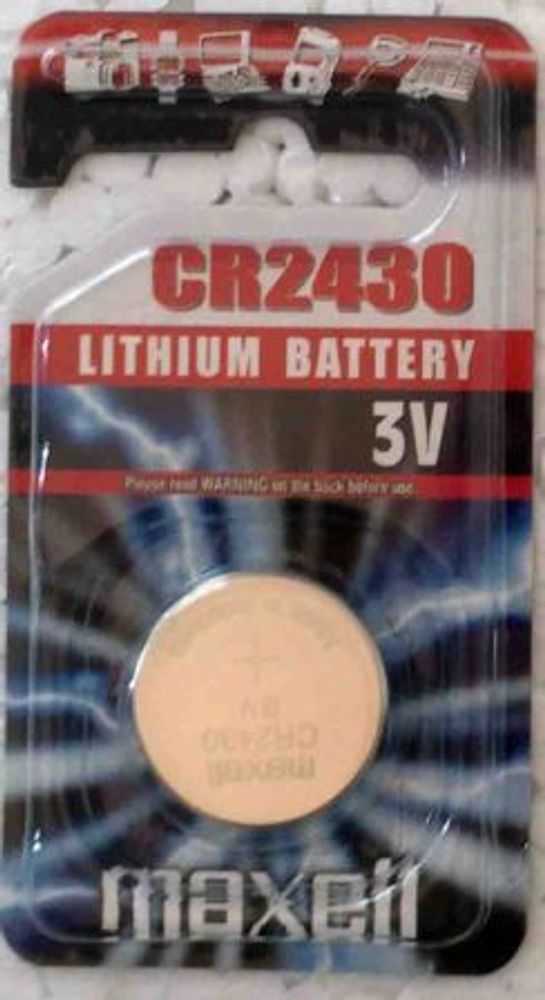 CR2430
LITHIUM BATTERY
3V
Please read WARNING on the back before use
+
3V
CR2430
maxell
maxell